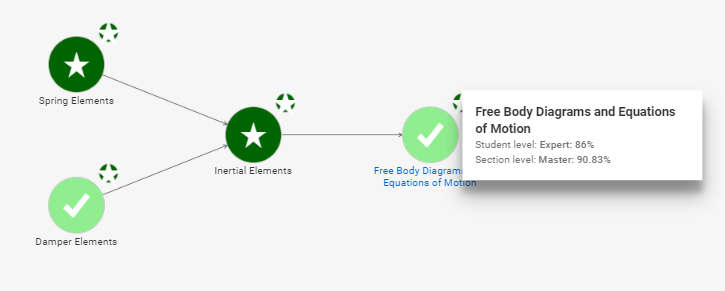 Spring Elements
Inertial Elements
Free Body Diagrams
Equations of Motion
Damper Elements
Free Body Diagrams and Equations
of Motion
Student level: Expert: 86%
Section level: Master: 90.83%